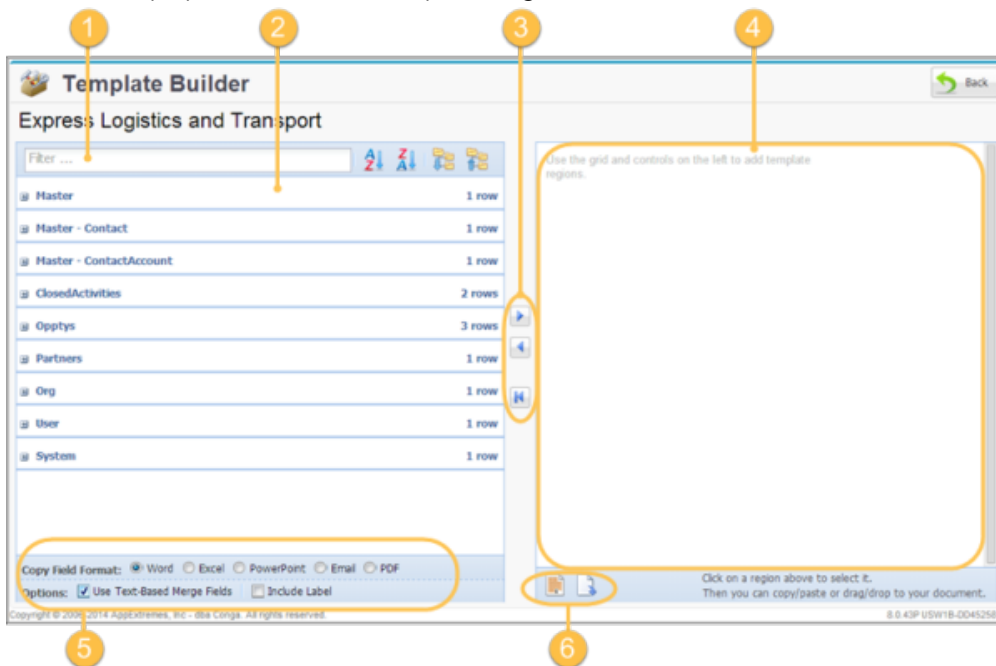 1 2 3 4
Template Builder
Back
Express Logistics and Transport
Filter ...
A Z Z A
Use the grid and controls on the left to add template
regions.
Master 1 row
Master - Contact 1 row
Master - ContactAccount 1 row
ClosedActivities 2 rows
Opptys 3 rows
Partners 1 row
Org 1 row
User 1 row
System 1 row
Copy Field Format: Word Excel PowerPoint Email PDF
Options: Use Text-Based Merge Fields Include Label
Click on a region above to select it.
Then you can copy/paste or drag/drop to your document.
Copyright © 2006-2014 AppExtremes, Inc - dba Conga. All rights reserved.
8.0.43P USW1B-DD45258
5 6